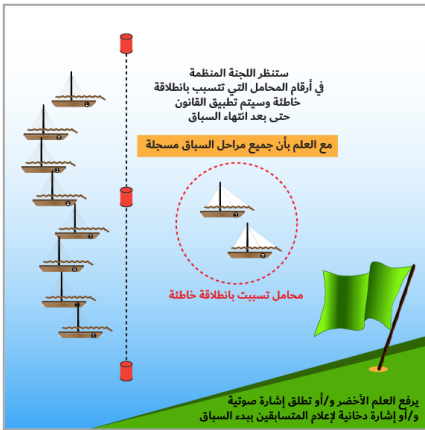 ستنظر اللجنة المنظمة
في أرقام المحامل التي تتسبب بانطلاقة
خاطئة وسيتم تطبيق القانون
حتى بعد انتهاء السباق
مع العلم بأن جميع مراحل السباق مسجلة
محامل تسببت بانطلاقة خاطئة
يرفع العلم الأخضر و/أو تطلق إشارة صوتية
و/أو إشارة دخانية لإعلام المتسابقين ببدء السباق